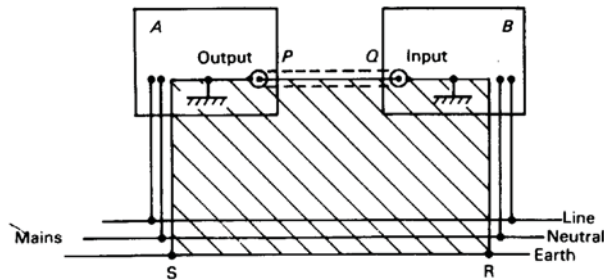 A
B
Output
P
Q
Input
Line
Mains
Neutral
Earth
S
R